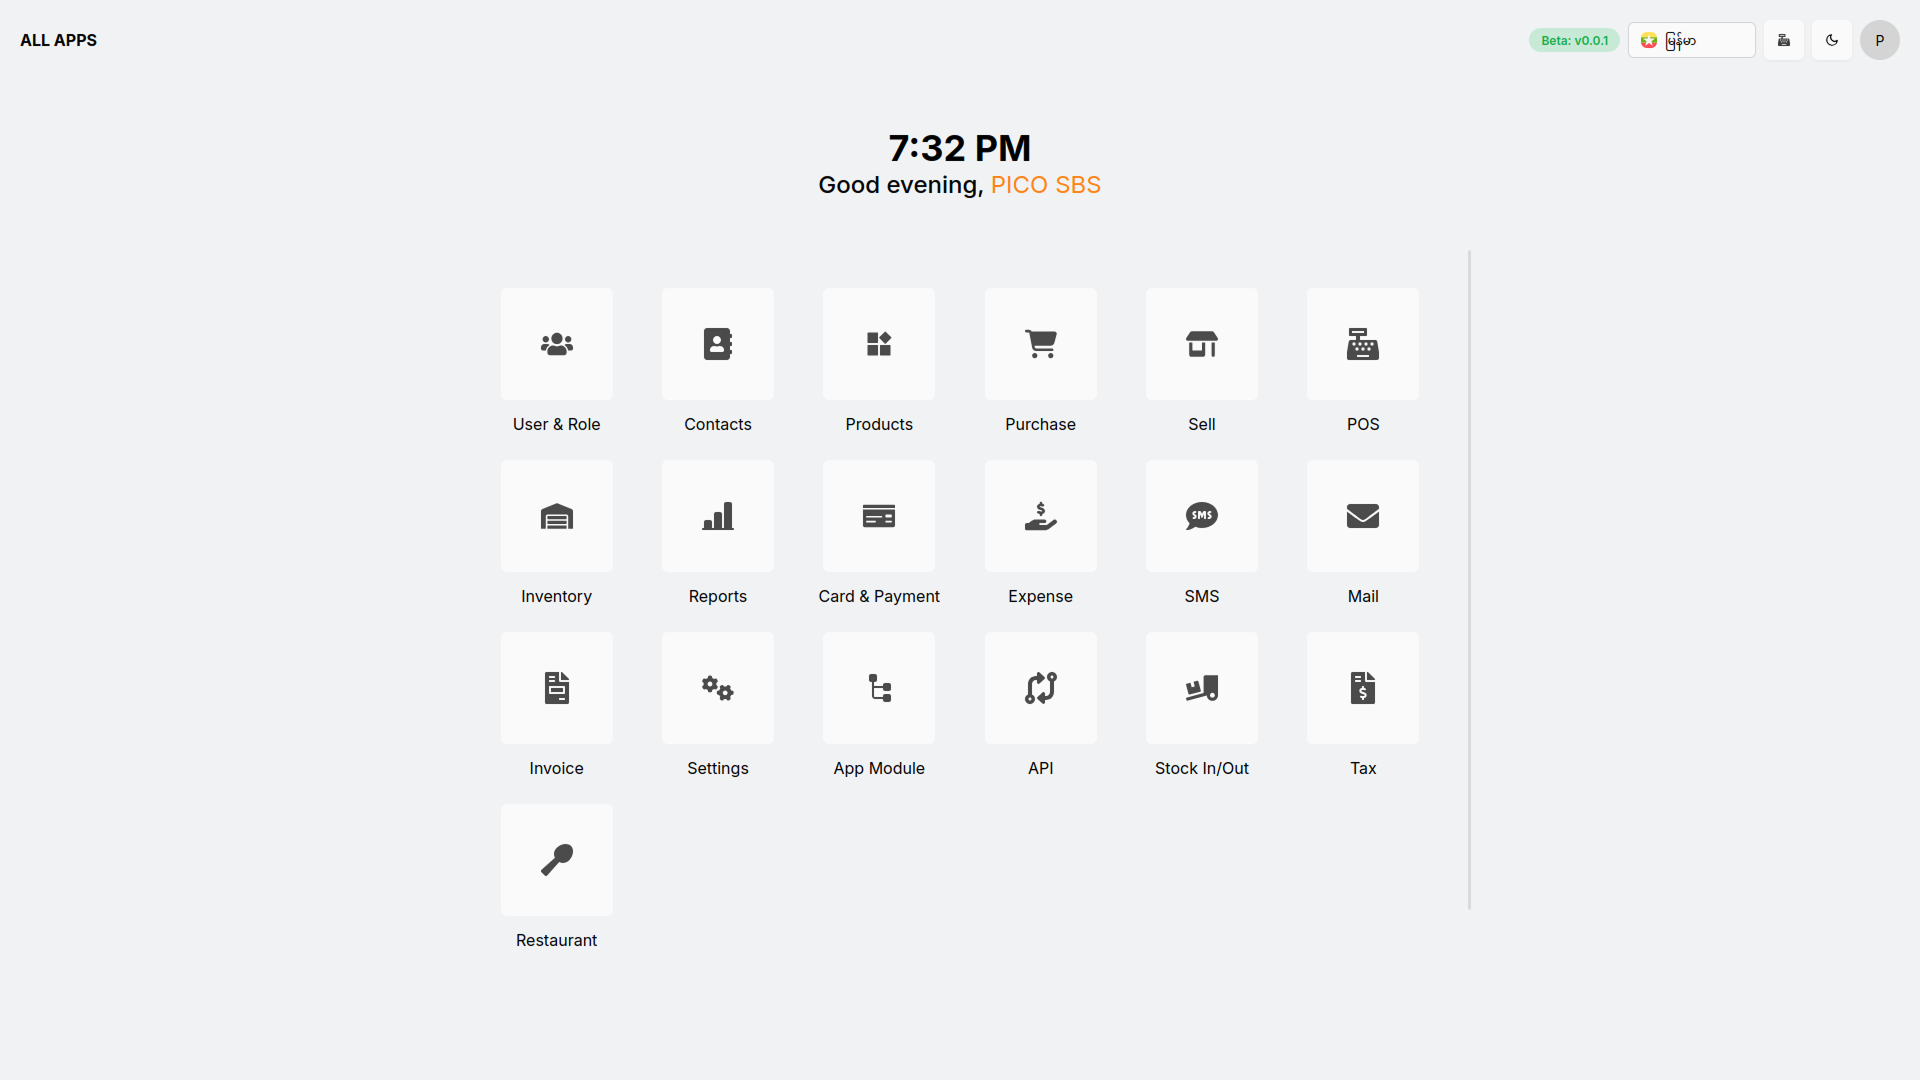 ALL APPS
Beta: v0.0.1
မြန်မာ
P
7:32 PM
Good evening, PICO SBS
User & Role
Contacts
Products
Purchase
Sell
POS
Inventory
Reports
Card & Payment
Expense
SMS
SMS
Mail
Invoice
Settings
App Module
API
Stock In/Out
Tax
Restaurant